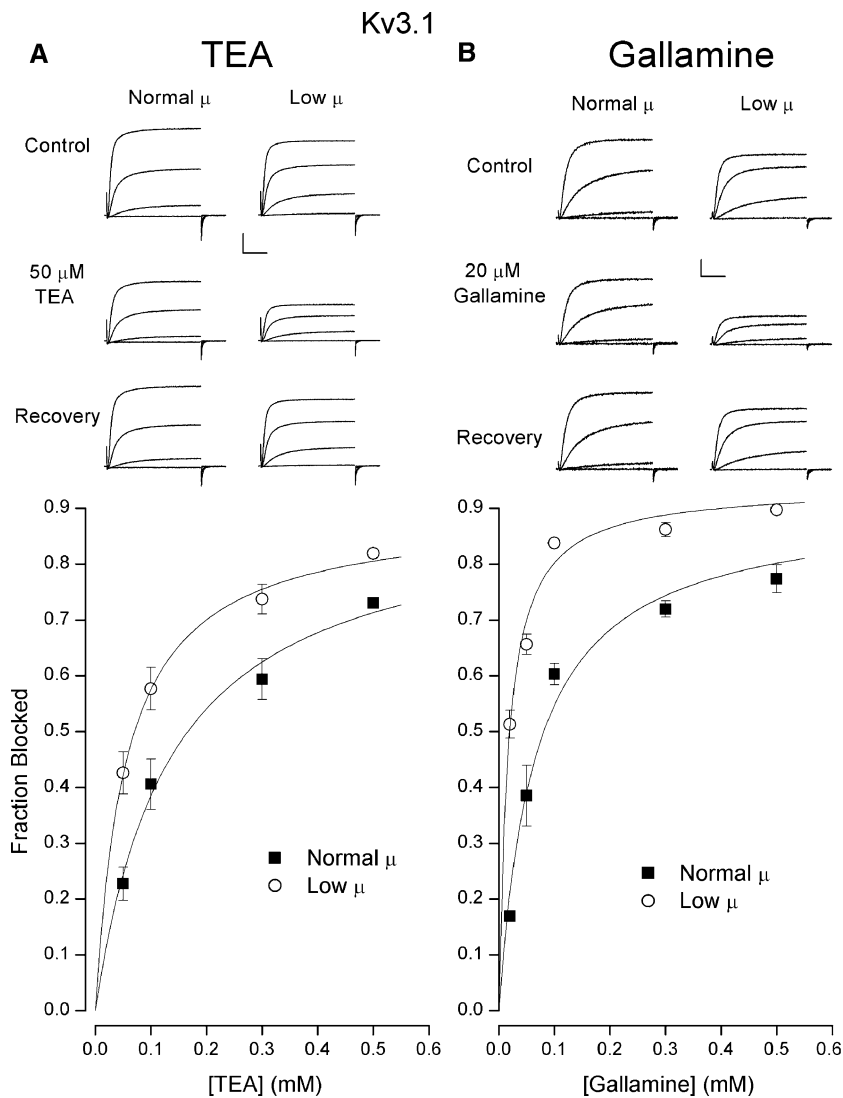 Kv3.1
A
TEA
B
Gallamine
Normal μ
Low μ
Normal μ
Low μ
Control
Control
50 μM
TEA
20 μM
Gallamine
Recovery
Recovery
0.9
0.8
0.7
0.6
0.5
0.4
0.3
0.2
0.1
0.0
Fraction Blocked
Normal μ
Low μ
0.0 0.1 0.2 0.3 0.4 0.5 0.6
[TEA] (mM)
0.9
0.8
0.7
0.6
0.5
0.4
0.3
0.2
0.1
0.0
Normal μ
Low μ
0.0 0.1 0.2 0.3 0.4 0.5 0.6
[Gallamine] (mM)